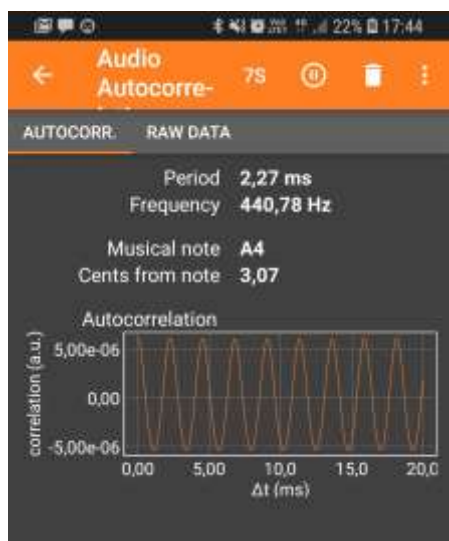 22% 17:44
Audio
Autocorre-
7S
AUTOCORR. RAW DATA
Period 2,27 ms
Frequency 440,78 Hz
Musical note A4
Cents from note 3,07
Autocorrelation
correlation (a.u.)
5,00e-06
0,00
-5,00e-06
0,00 5,00 10,0 15,0 20,0
Δt (ms)